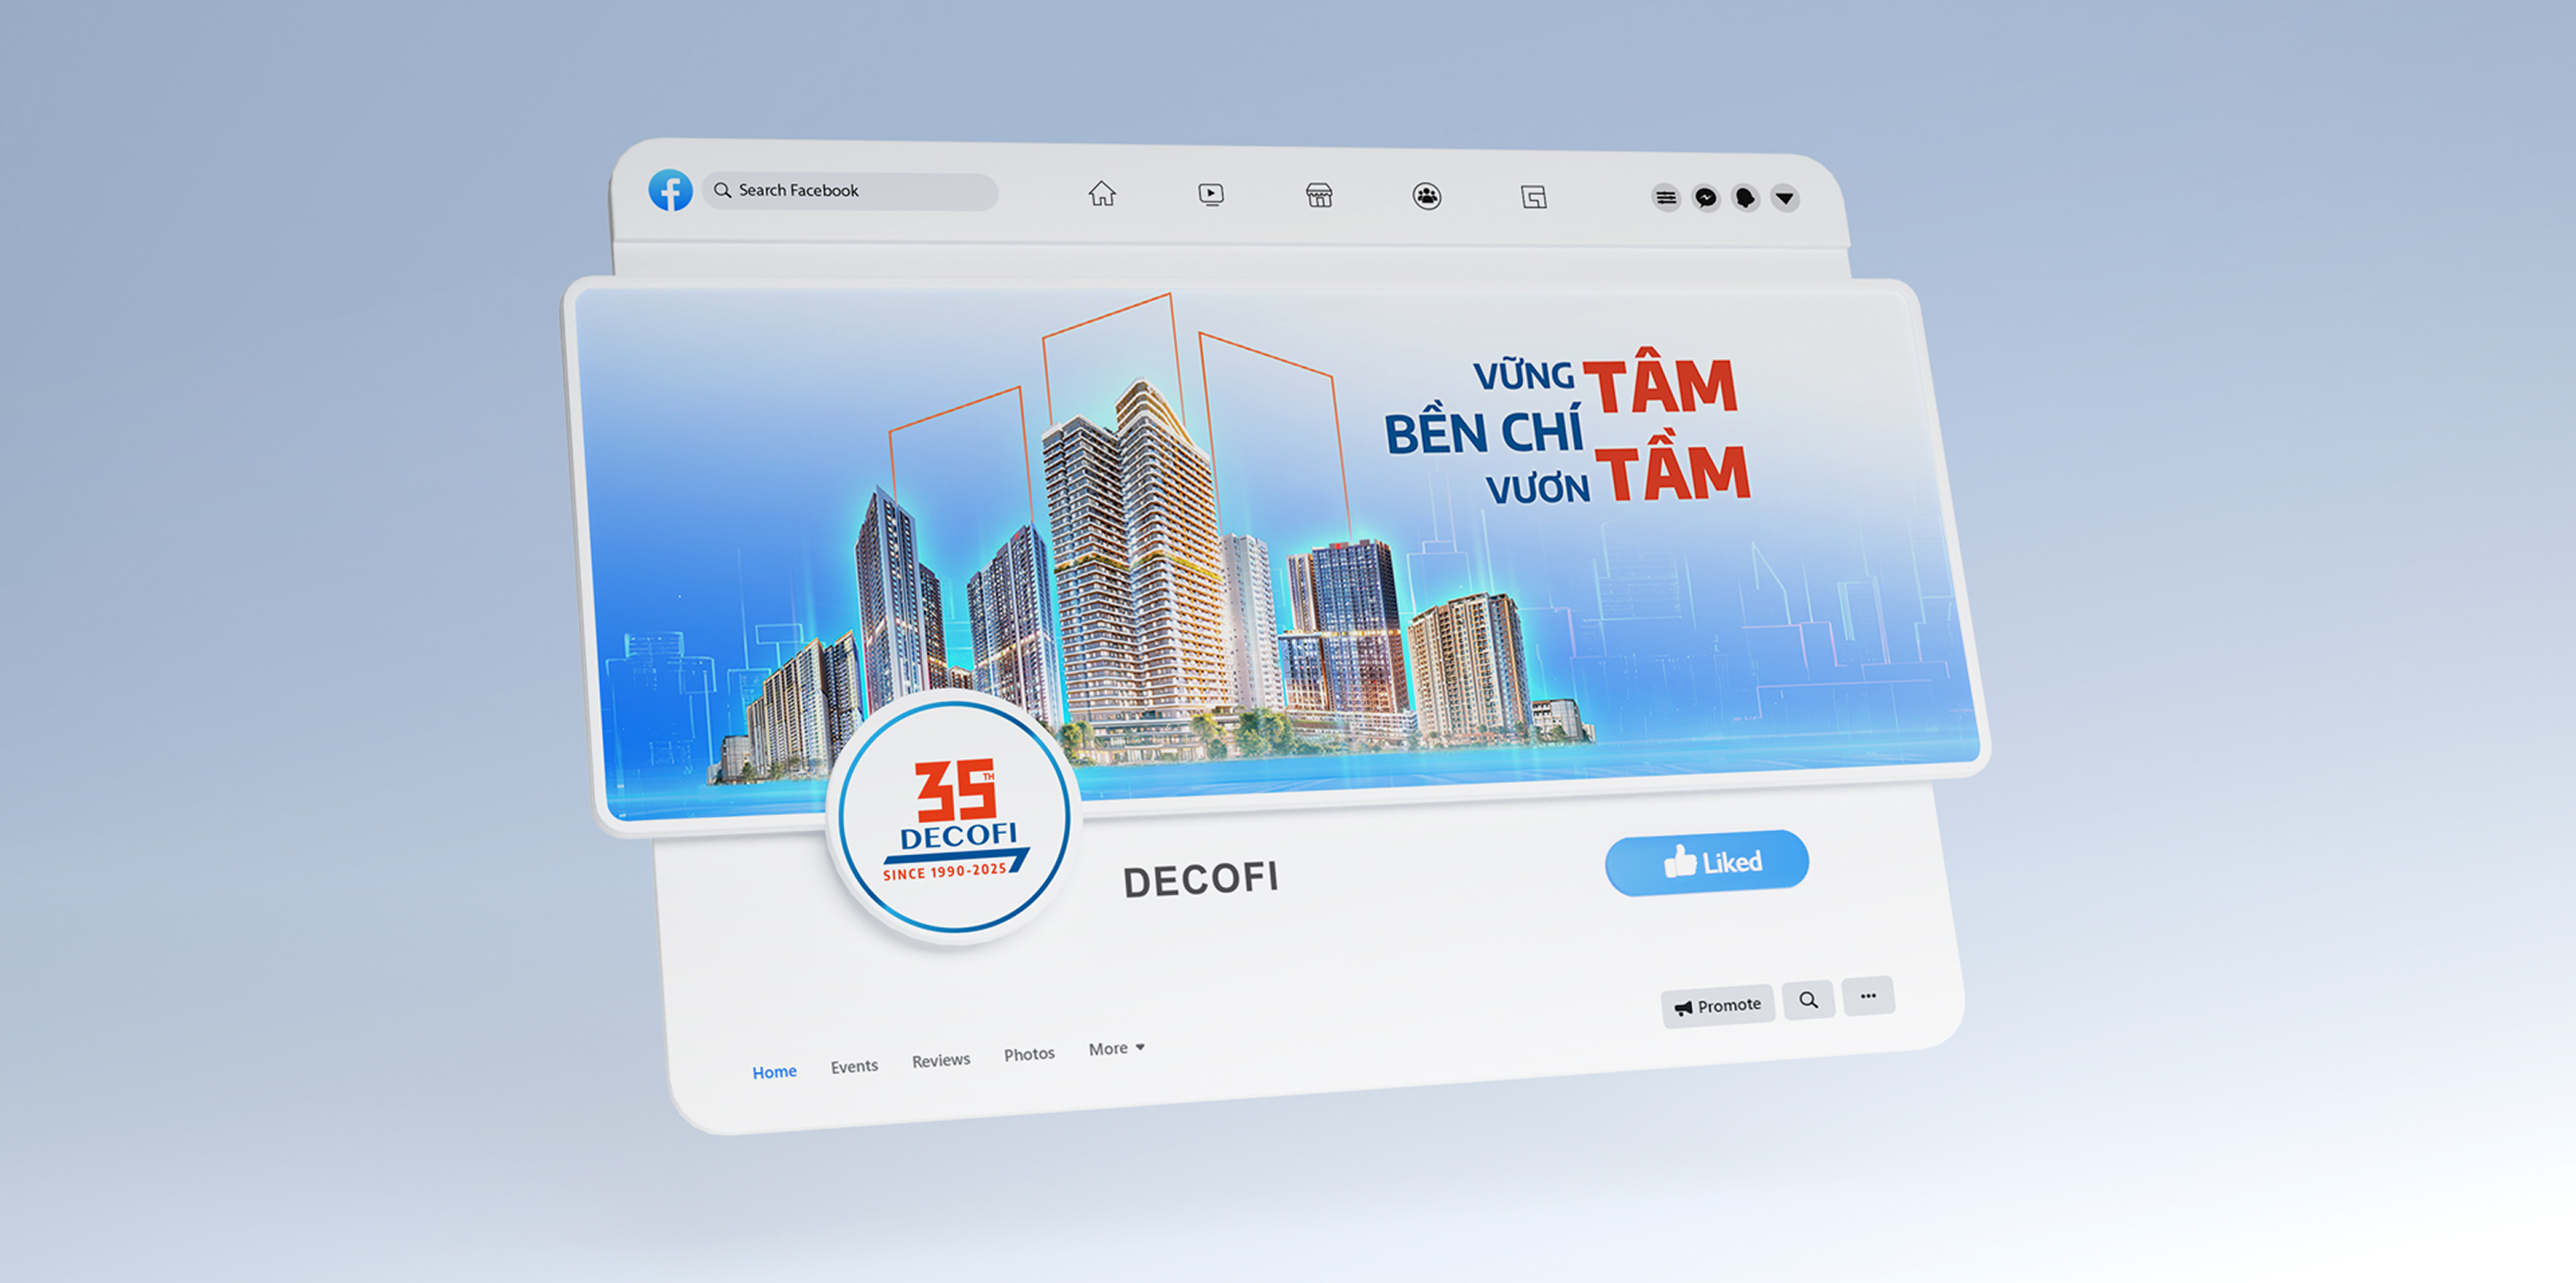 Search Facebook
VỮNG TÂM
BỀN CHÍ
VƯƠN TẦM
35TH
DECOFI
SINCE 1990-2025
DECOFI
Liked
Promote
Home Events Reviews Photos More